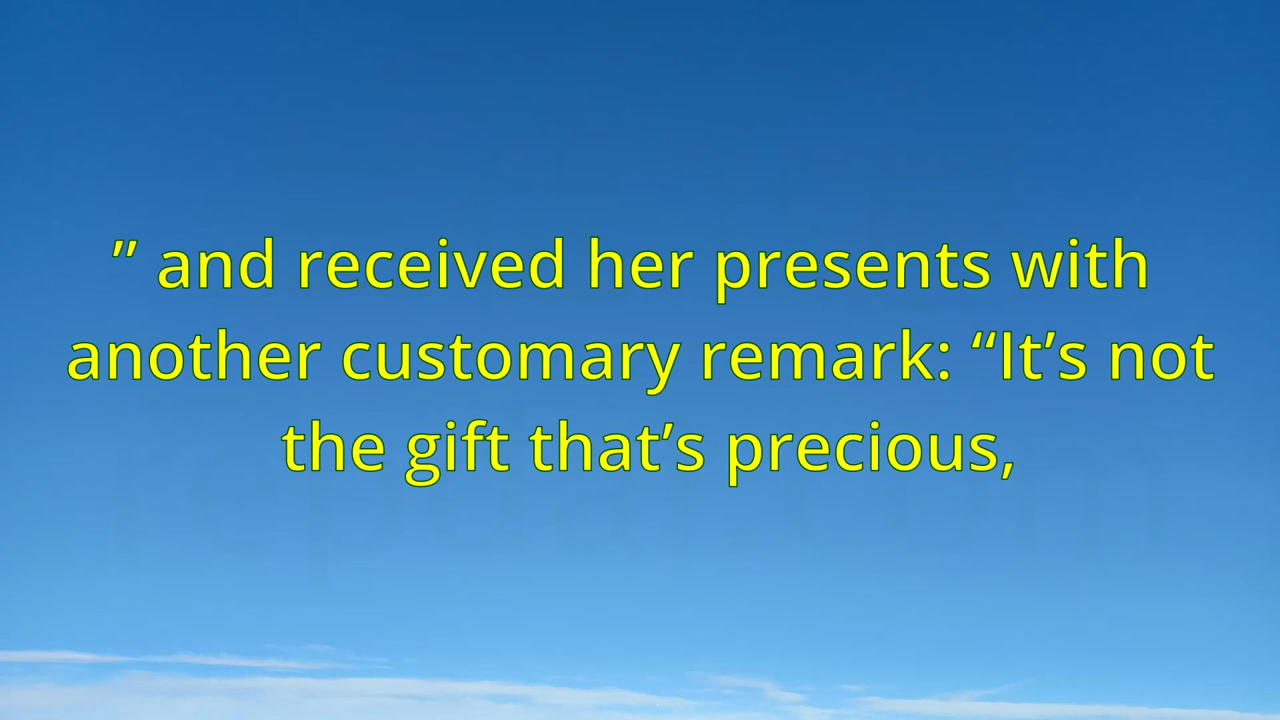 ” and received her presents with
another customary remark: “It’s not
the gift that’s precious,